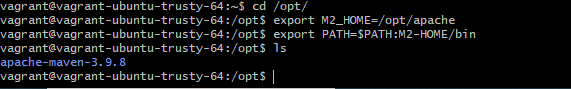 vagrant@vagrant-ubuntu-trusty-64:~$ cd /opt/
vagrant@vagrant-ubuntu-trusty-64:/opt$ export M2_HOME=/opt/apache
vagrant@vagrant-ubuntu-trusty-64:/opt$ export PATH=$PATH:M2-HOME/bin
vagrant@vagrant-ubuntu-trusty-64:/opt$ ls
apache-maven-3.9.8
vagrant@vagrant-ubuntu-trusty-64:/opt$